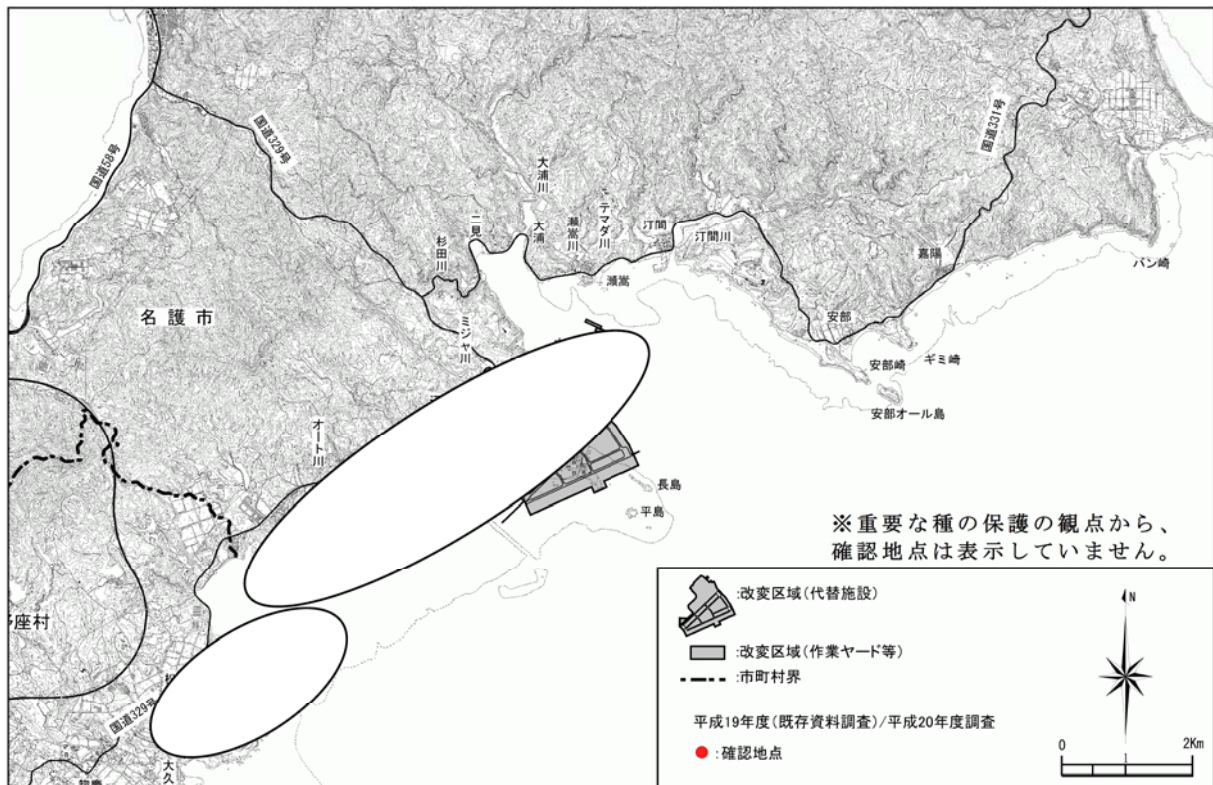 国道58号
国道329号
国道331号
大浦川
テマダ川
二見
大浦
瀬嵩川
汀間
杉田川
汀間川
嘉陽
バン崎
瀬嵩
名護市
ミジャ川
安部
安部崎
ギミ崎
安部オール島
オート川
長島
平島
※重要な種の保護の観点から、
確認地点は表示していません。
座村
国道329号
大久
:改変区域(代替施設)
:改変区域(作業ヤード等)
:市町村界
平成19年度(既存資料調査)/平成20年度調査
:確認地点
N
0 1 2Km